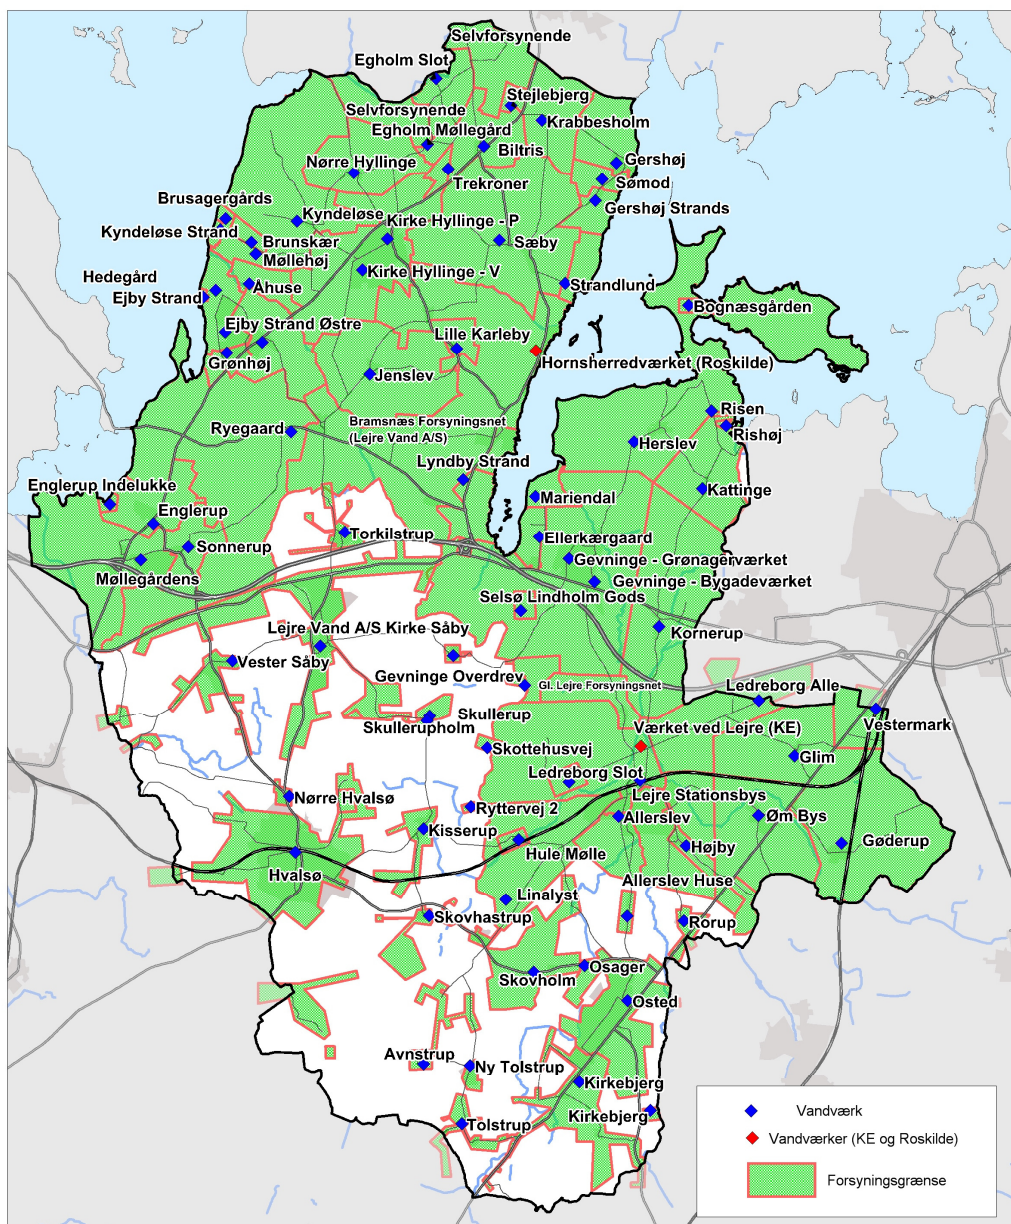 Selvforsynende
Egholm Slot
Stejlebjerg
Selvforsynende
Krabbesholm
Egholm Møllegård
Biltris
Nørre Hyllinge
Gershøj
Trekroner
Sømod
Brusagergårds
Gershøj Strands
Kyndeløse
Kirke Hyllinge - P
Kyndeløse Strand
Brunskær
Sæby
Møllehøj
Kirke Hyllinge - V
Hedegård
Åhuse
Strandlund
Ejby Strand
Bognæsgården
Ejby Strand Østre
Lille Karleby
Grønhøj
Hornsherredværket (Roskilde)
Jenslev
Risen
Bramsnæs Forsyningsnet
(Lejre Vand A/S)
Ryegaard
Rishøj
Herslev
Lyndby Strand
Englerup Indelukke
Kattinge
Mariendal
Englerup
Torkilstrup
Ellerkærgaard
Sonnerup
Gevninge - Grønagerværket
Møllegårdens
Gevninge - Bygadeværket
Selsø Lindholm Gods
Lejre Vand A/S Kirke Såby
Kornerup
Vester Såby
Gevninge Overdrev
Gl. Lejre Forsyningsnet
Ledreborg Alle
Skullerup
Vestermark
Skullerupholm
Værket ved Lejre (KE)
Skottehusvej
Glim
Ledreborg Slot
Nørre Hvalsø
Lejre Stationsbys
Ryttervej 2
Allerslev
Øm Bys
Kisserup
Højby
Gøderup
Hule Mølle
Hvalsø
Allerslev Huse
Linalyst
Skovhastrup
Rorup
Osager
Skovholm
Osted
Avnstrup
Ny Tolstrup
Kirkebjerg
Kirkebjerg
Tolstrup
Vandværk
Vandværker (KE og Roskilde)
Forsyningsgrænse